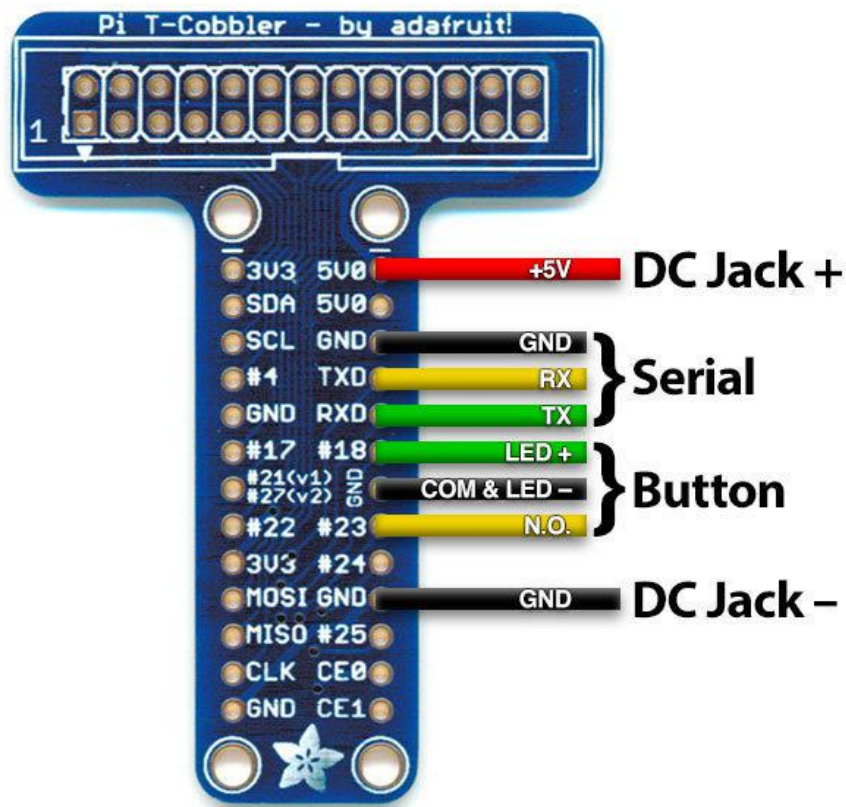 Pi T-Cobbler - by adafruit!
1
3V3 5V0 +5V DC Jack +
SDA 5V0
SCL GND GND
#4 TXD RX Serial
GND RXD TX
#17 #18 LED +
#21(v1)
#27(v2) GND COM & LED – Button
#22 #23 N.O.
3V3 #24
MOSI GND GND DC Jack –
MISO #25
CLK CE0
GND CE1